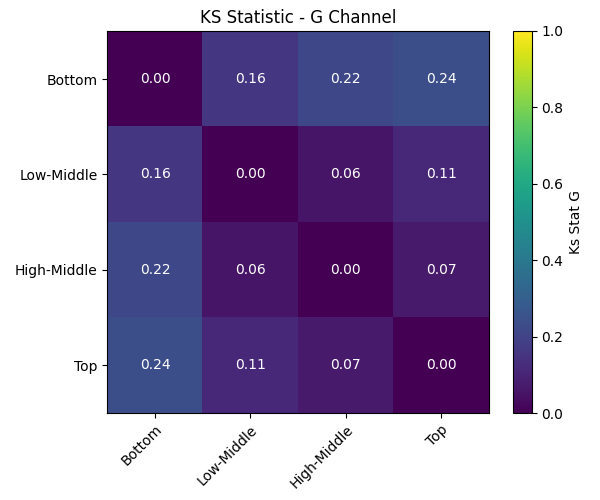 KS Statistic - G Channel
Bottom 0.00 0.16 0.22 0.24
Low-Middle 0.16 0.00 0.06 0.11
High-Middle 0.22 0.06 0.00 0.07
Top 0.24 0.11 0.07 0.00
Bottom Low-Middle High-Middle Top
1.0
0.8
0.6
0.4
0.2
0.0
Ks Stat G